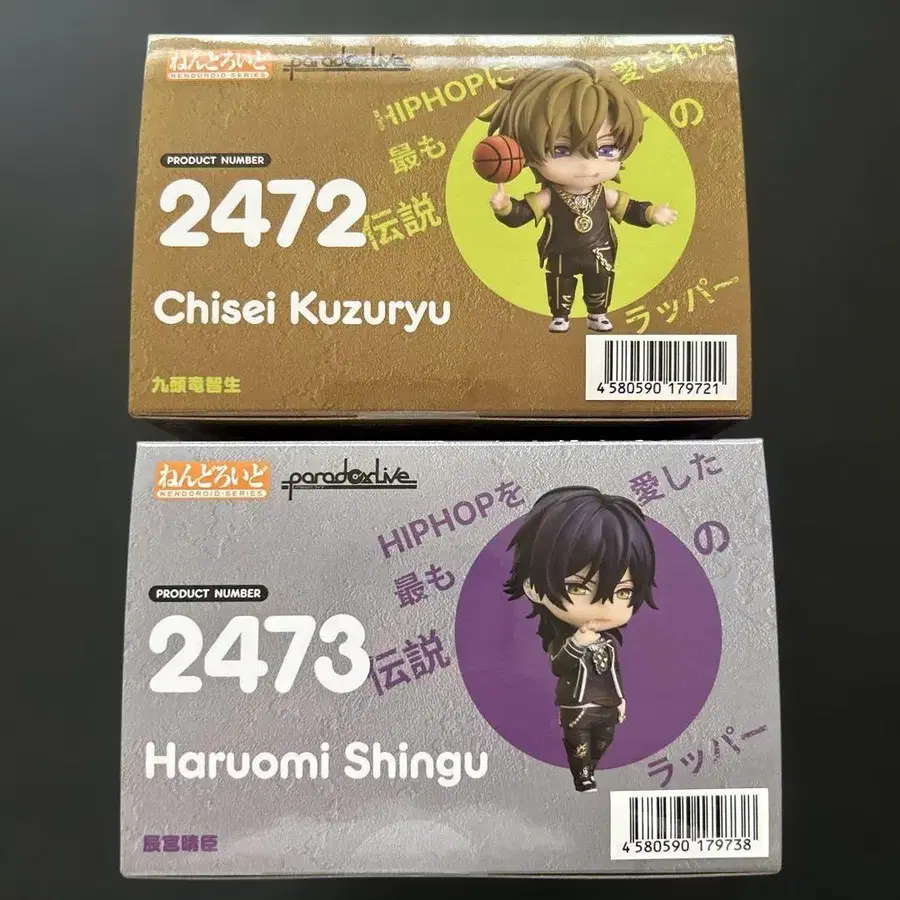 ねんどろいど
NENDOROID・SERIES
paradoxLive
HIPHOPに
愛された
最も
の
伝説
ラッパー
PRODUCT NUMBER
2472
Chisei Kuzuryu
九頭竜智生
4 580590 179721
ねんどろいど
NENDOROID・SERIES
paradoxLive
HIPHOPを
愛した
最も
の
伝説
ラッパー
PRODUCT NUMBER
2473
Haruomi Shingu
辰宮晴臣
4 580590 179738